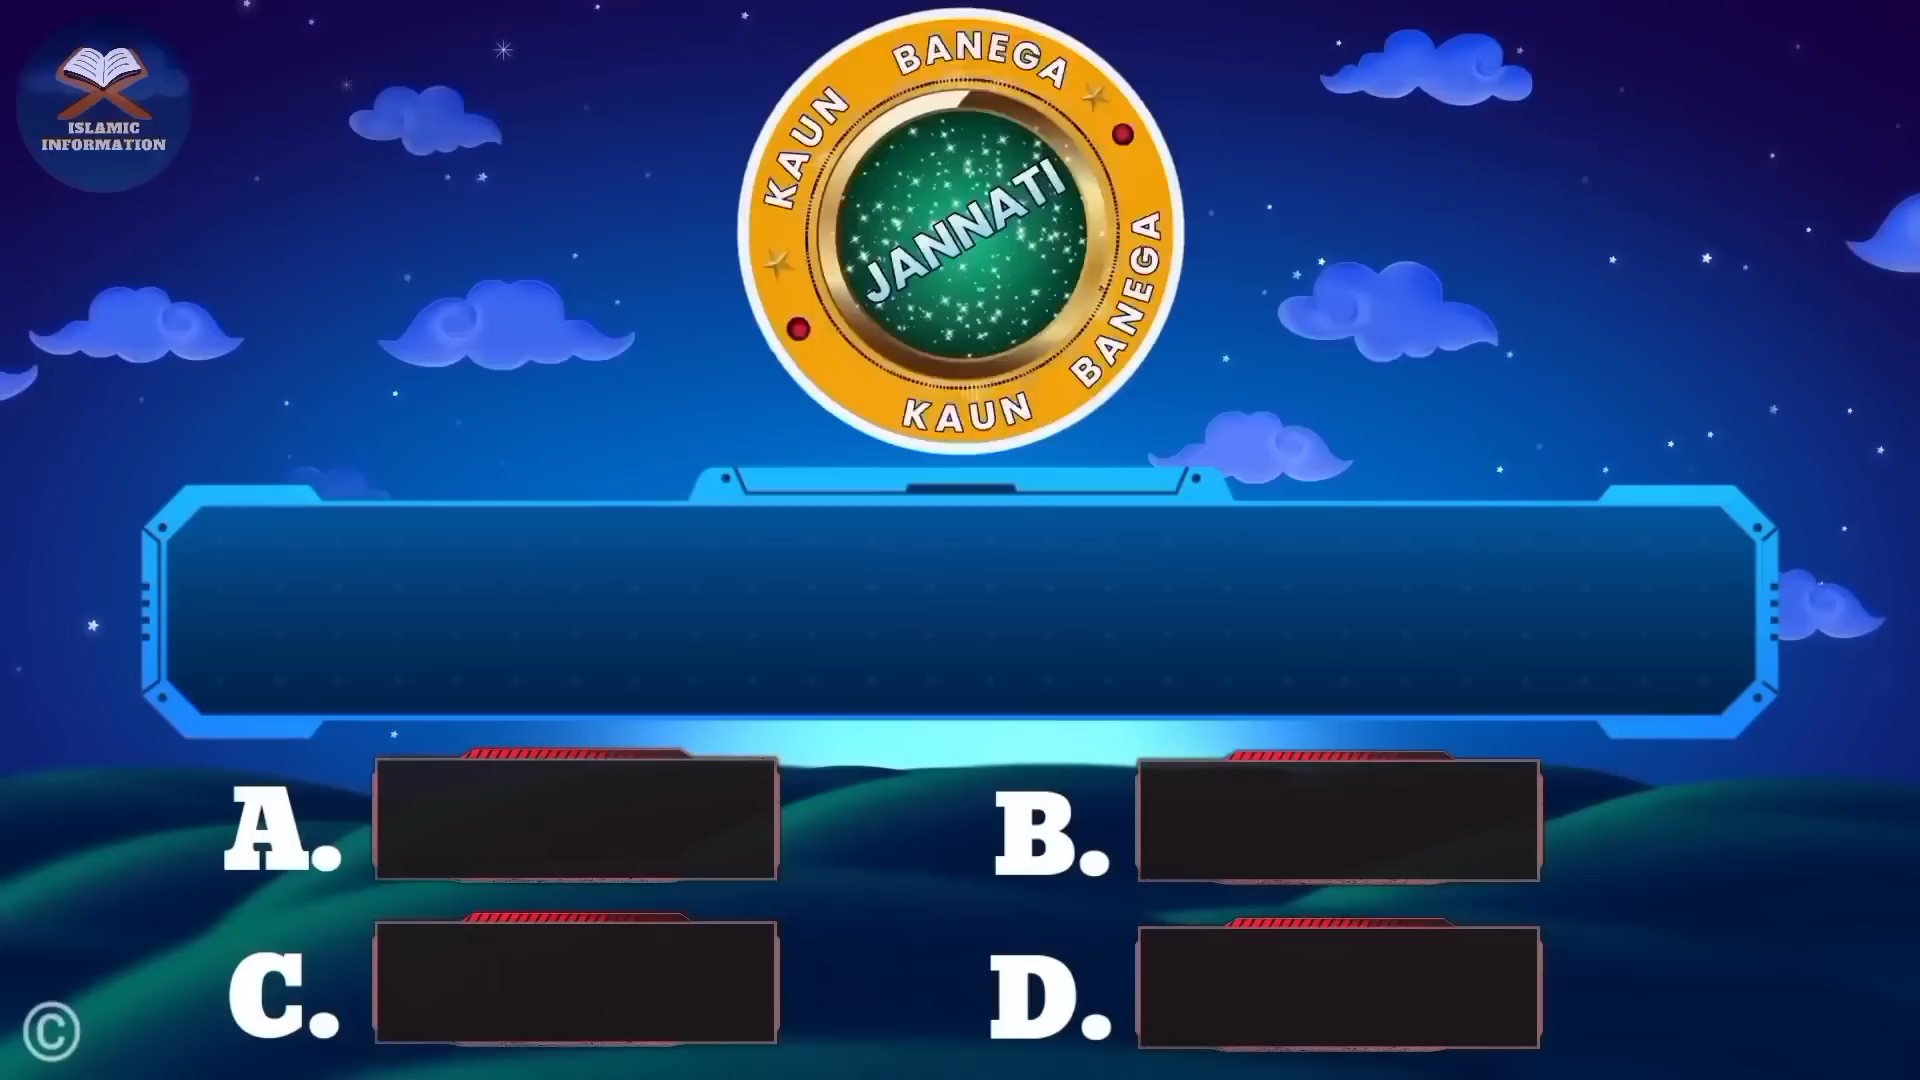 ISLAMIC
INFORMATION
KAUN BANEGA
JANNATI
KAUN BANEGA
A.
B.
C.
D.
©